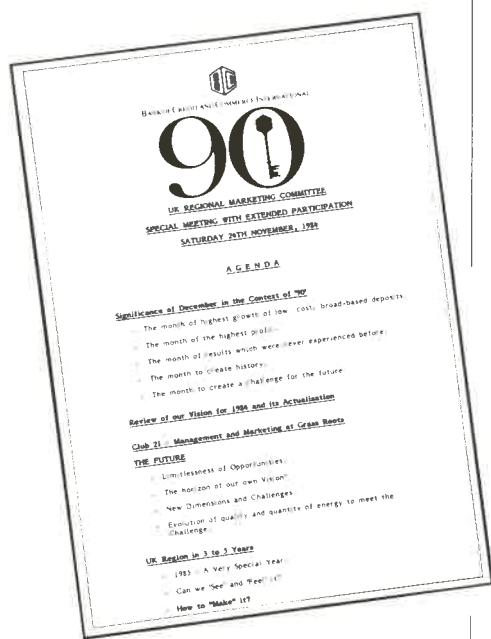 BANK OF CREDIT AND COMMERCE INTERNATIONAL
90
UK REGIONAL MARKETING COMMITTEE
SPECIAL MEETING WITH EXTENDED PARTICIPATION
SATURDAY 24TH NOVEMBER, 1984
A G E N D A
Significance of December in the Context of '90'
The month of highest growth of low cost, broad-based deposits.
The month of the highest profit.
The month of results which were never experienced before.
The month to create history.
The month to create a challenge for the future.
Review of our Vision for 1984 and its Actualisation
Club 21 - Management and Marketing at Grass Roots
THE FUTURE
Limitlessness of Opportunities.
The horizon of our own Vision"
New Dimensions and Challenges
Evolution of quality and quantity of energy to meet the
Challenge.
UK Region in 3 to 5 Years
1985 - A Very Special Year
Can we "See" and "Feel" it?
How to "Make" it?